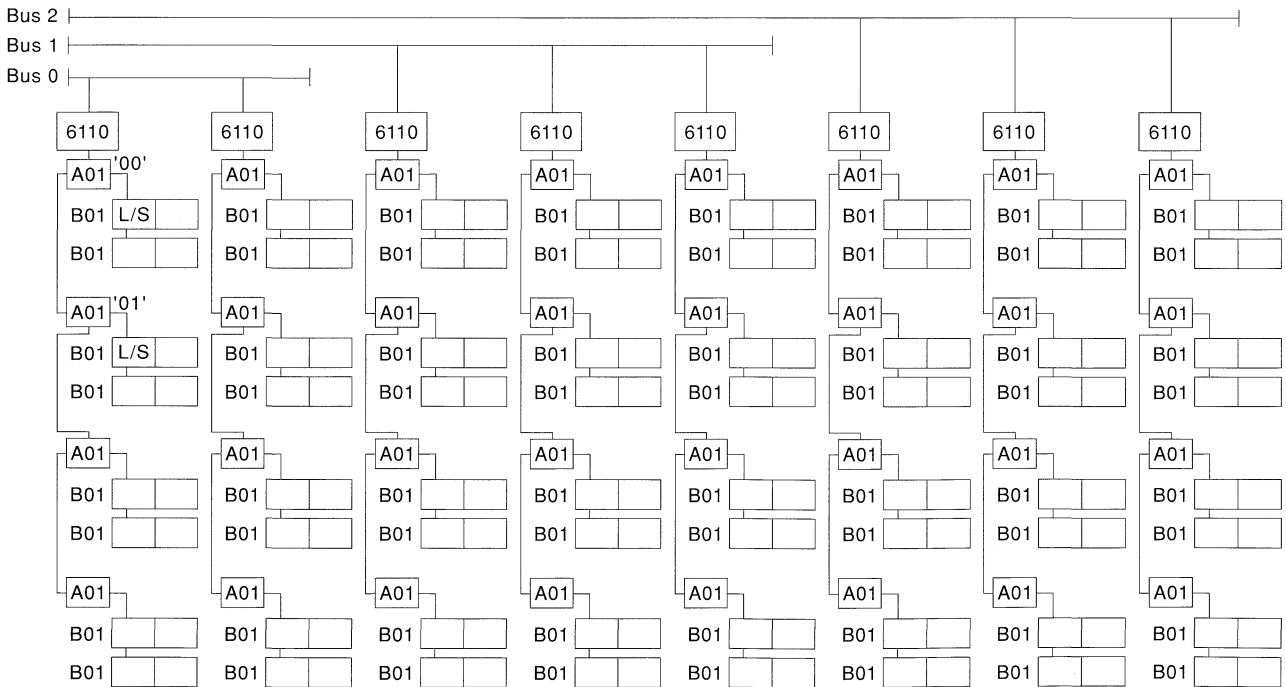 Bus 2
Bus 1
Bus 0
6110 6110 6110 6110 6110 6110 6110 6110
A01 '00' A01 A01 A01 A01 A01 A01 A01
B01 L/S B01 B01 B01 B01 B01 B01 B01
B01 B01 B01 B01 B01 B01 B01 B01
A01 '01' A01 A01 A01 A01 A01 A01 A01
B01 L/S B01 B01 B01 B01 B01 B01 B01
B01 B01 B01 B01 B01 B01 B01 B01
A01 A01 A01 A01 A01 A01 A01 A01
B01 B01 B01 B01 B01 B01 B01 B01
B01 B01 B01 B01 B01 B01 B01 B01
A01 A01 A01 A01 A01 A01 A01 A01
B01 B01 B01 B01 B01 B01 B01 B01
B01 B01 B01 B01 B01 B01 B01 B01